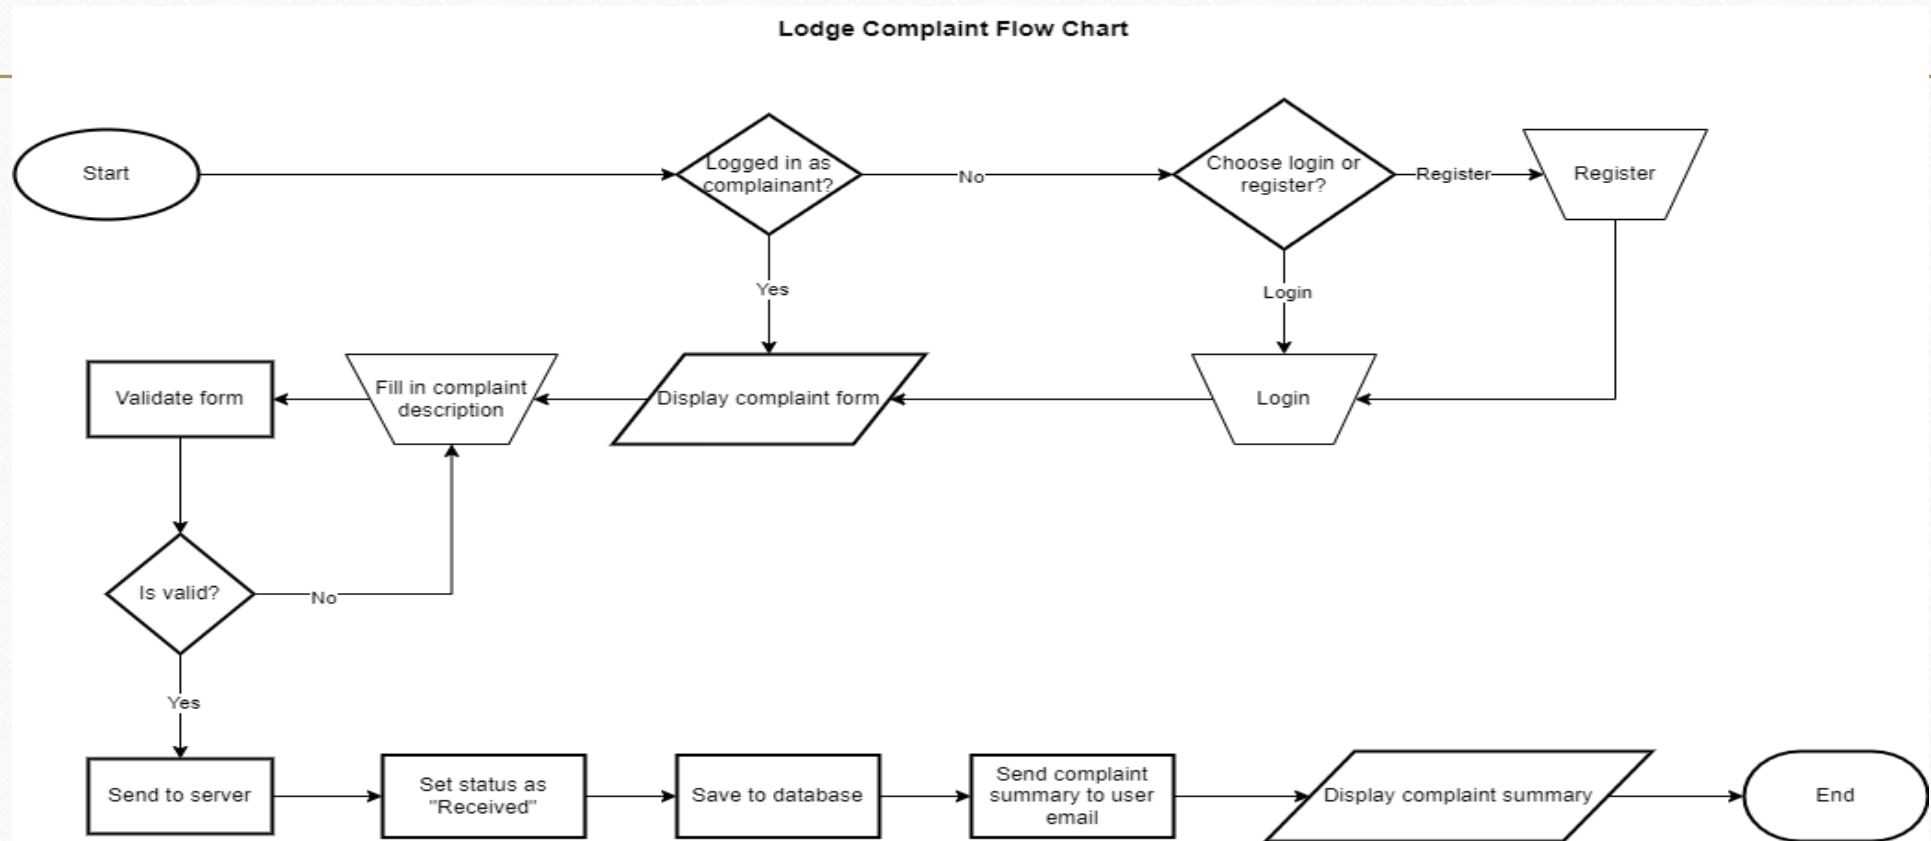 Lodge Complaint Flow Chart
Start
Logged in as
complainant?
No
Choose login or
register?
Register
Register
Yes
Login
Validate form
Fill in complaint
description
Display complaint form
Login
Is valid?
No
Yes
Send to server
Set status as
"Received"
Save to database
Send complaint
summary to user
email
Display complaint summary
End